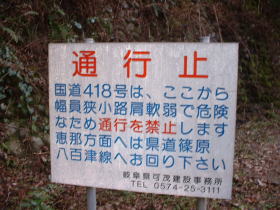 通行止
国道418号は、ここから
幅員狭小路肩軟弱で危険
なため通行を禁止します
恵那方面へは県道篠原
八百津線へお回り下さい
岐阜県可茂建設事務所
TEL 0574-25-3111